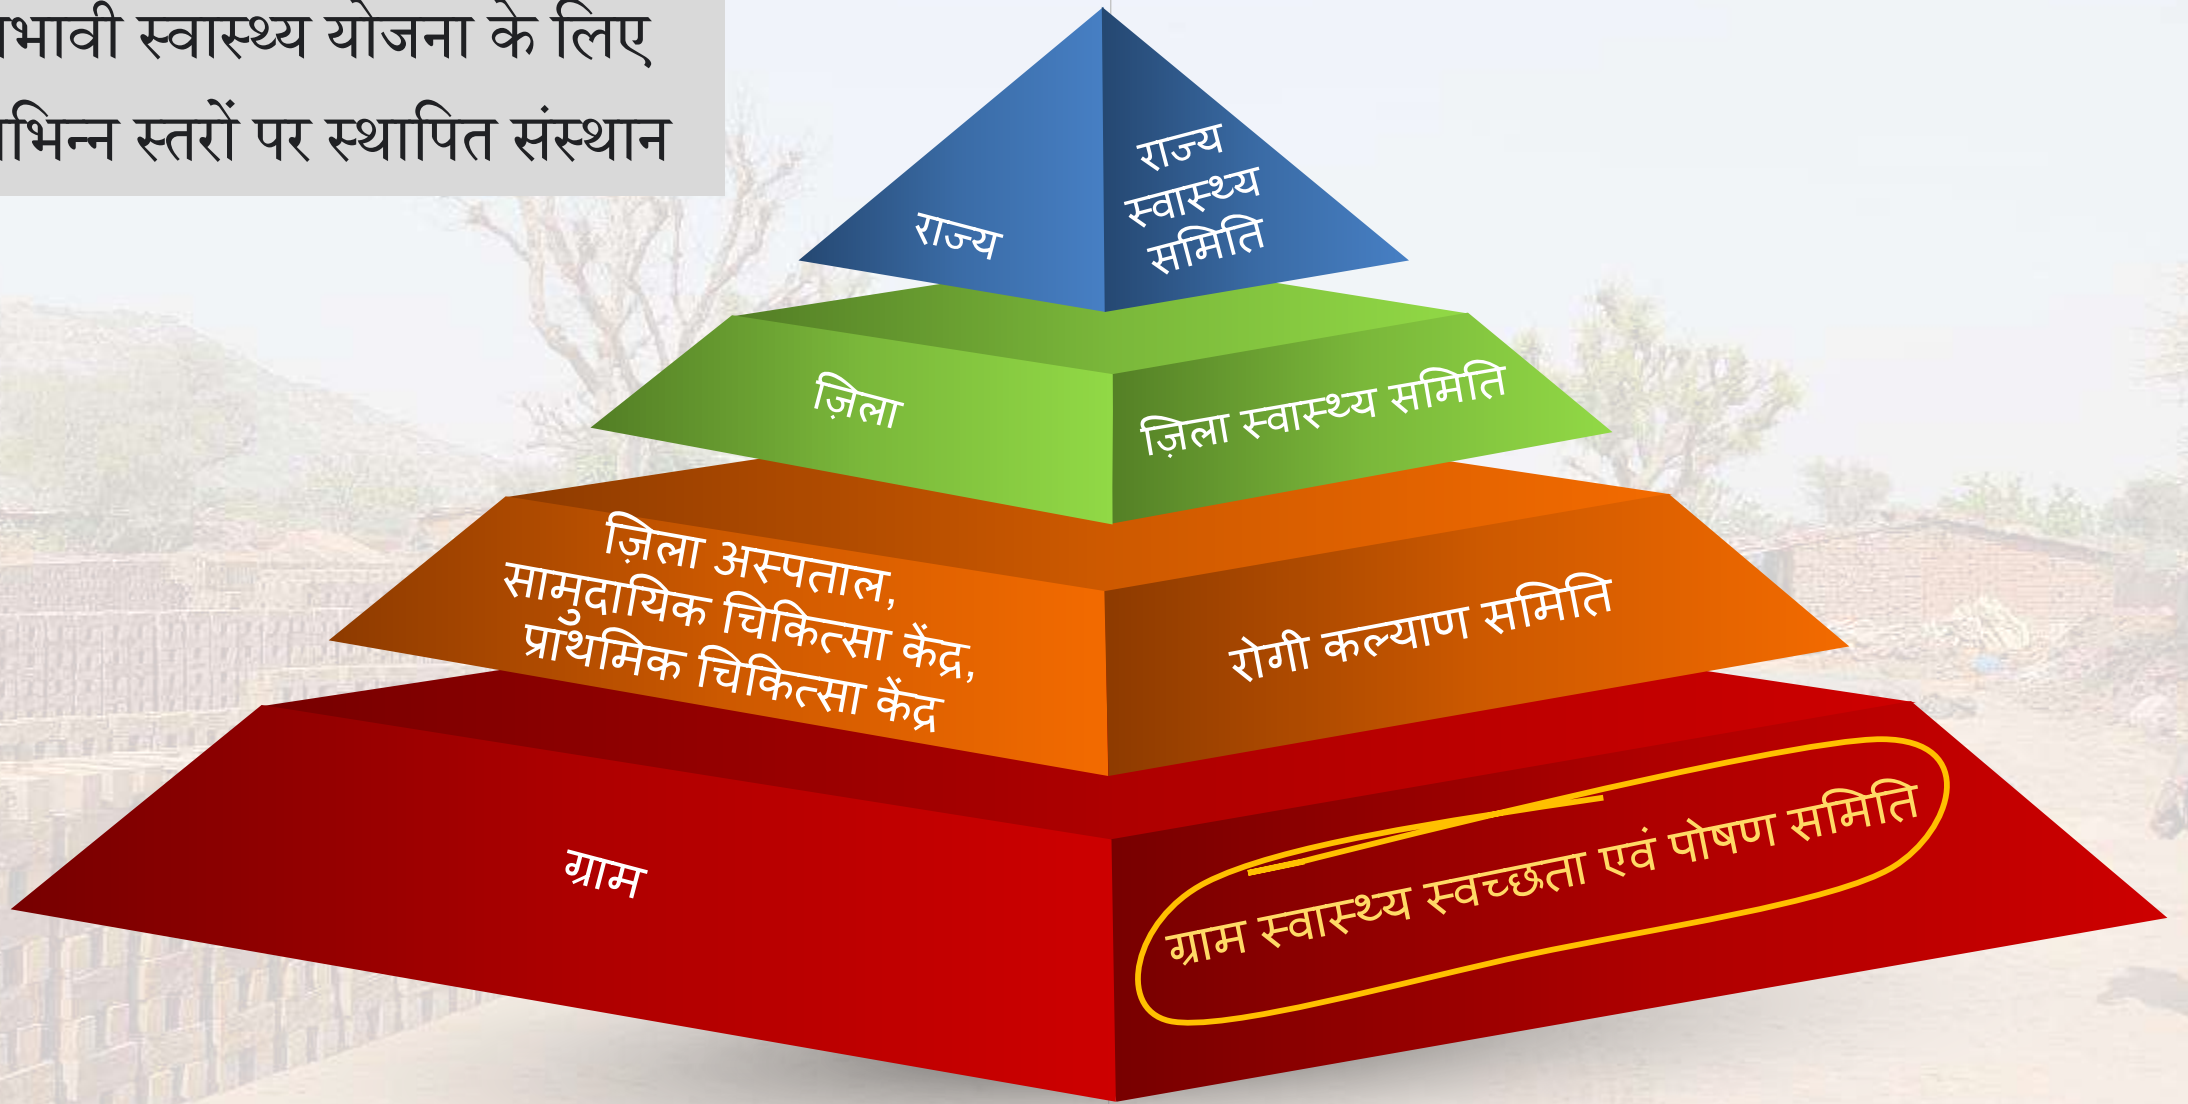 स्वास्थ्य योजना के लिए
स्तरों पर स्थापित संस्थान
राज्य
राज्य
स्वास्थ्य
समिति
ज़िला
ज़िला स्वास्थ्य समिति
ज़िला अस्पताल,
सामुदायिक चिकित्सा केंद्र,
प्राथमिक चिकित्सा केंद्र
रोगी कल्याण समिति
ग्राम
ग्राम स्वास्थ्य स्वच्छता एवं पोषण समिति